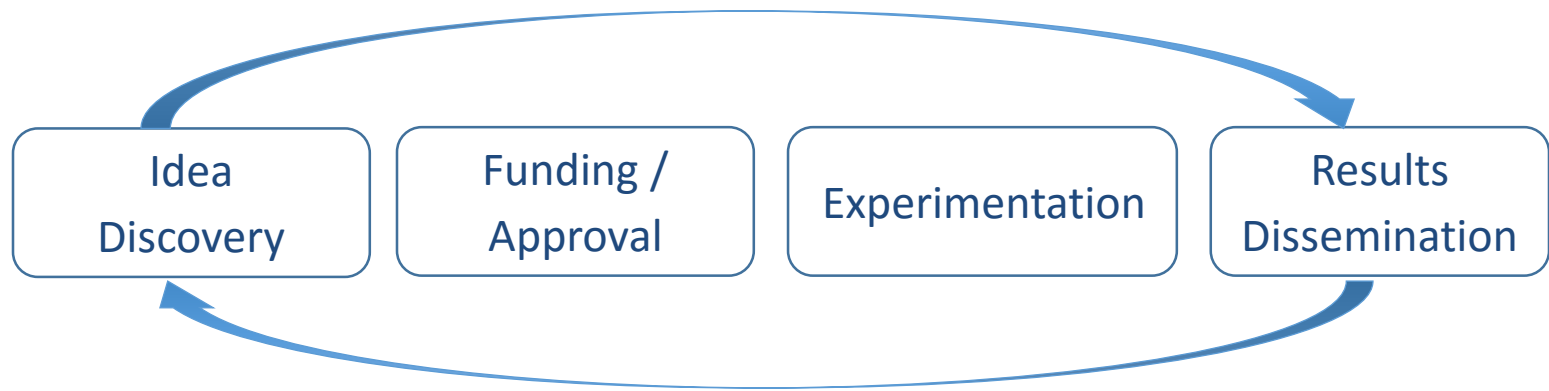 Idea
Discovery
Funding /
Approval
Experimentation
Results
Dissemination